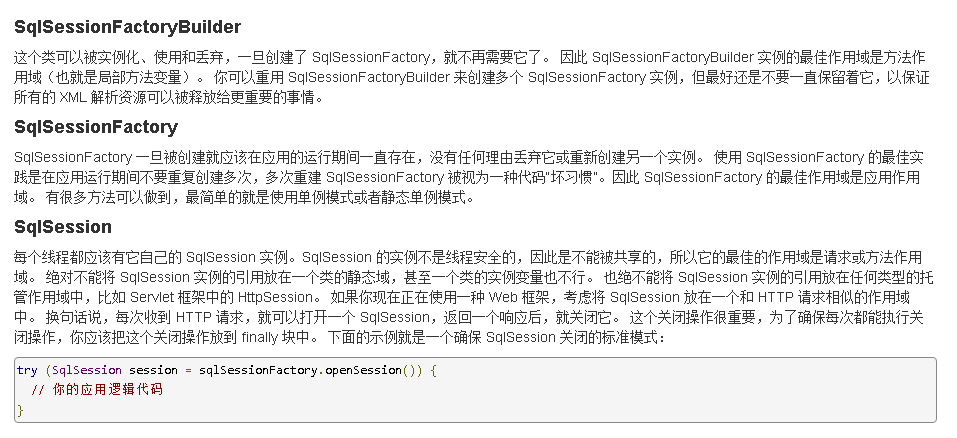 SqlSessionFactoryBuilder
这个类可以被实例化、使用和丢弃，一旦创建了 SqlSessionFactory，就不再需要它了。 因此 SqlSessionFactoryBuilder 实例的最佳作用域是方法作
用域（也就是局部方法变量）。 你可以重用 SqlSessionFactoryBuilder 来创建多个 SqlSessionFactory 实例，但最好还是不要一直保留着它，以保证
所有的 XML 解析资源可以被释放给更重要的事情。
SqlSessionFactory
SqlSessionFactory 一旦被创建就应该在应用的运行期间一直存在，没有任何理由丢弃它或重新创建另一个实例。 使用 SqlSessionFactory 的最佳实
践是在应用运行期间不要重复创建多次，多次重建 SqlSessionFactory 被视为一种代码“坏习惯”。因此 SqlSessionFactory 的最佳作用域是应用作用
域。 有很多方法可以做到，最简单的就是使用单例模式或者静态单例模式。
SqlSession
每个线程都应该有它自己的 SqlSession 实例。SqlSession 的实例不是线程安全的，因此是不能被共享的，所以它的最佳的作用域是请求或方法作用
域。 绝对不能将 SqlSession 实例的引用放在一个类的静态域，甚至一个类的实例变量也不行。 也绝不能将 SqlSession 实例的引用放在任何类型的托
管作用域中，比如 Servlet 框架中的 HttpSession。 如果你现在正在使用一种 Web 框架，考虑将 SqlSession 放在一个和 HTTP 请求相似的作用域
中。 换句话说，每次收到 HTTP 请求，就可以打开一个 SqlSession，返回一个响应后，就关闭它。 这个关闭操作很重要，为了确保每次都能执行关
闭操作，你应该把这个关闭操作放到 finally 块中。 下面的示例就是一个确保 SqlSession 关闭的标准模式：
try (SqlSession session = sqlSessionFactory.openSession()) {
// 你的应用逻辑代码
}